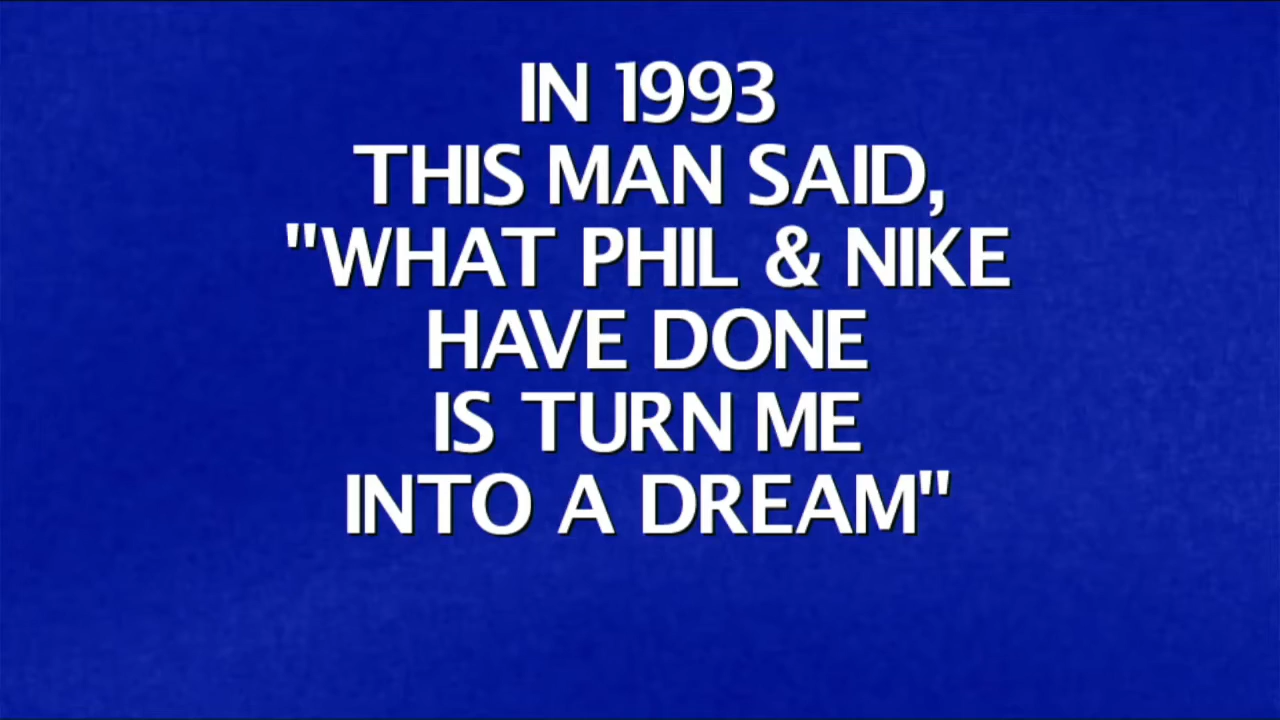 IN 1993
THIS MAN SAID,
"WHAT PHIL & NIKE
HAVE DONE
IS TURN ME
INTO A DREAM"